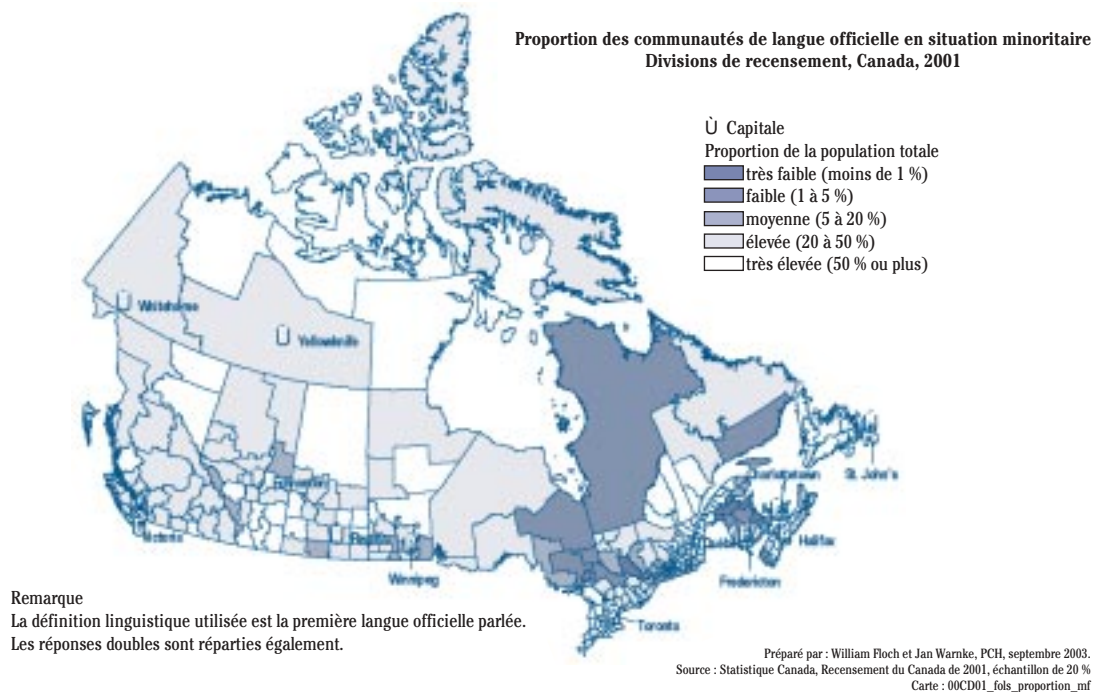 Proportion des communautés de langue officielle en situation minoritaire
Divisions de recensement, Canada, 2001
Ù Capitale
Proportion de la population totale
très faible (moins de 1 %)
faible (1 à 5 %)
moyenne (5 à 20 %)
élevée (20 à 50 %)
très élevée (50 % ou plus)
Ù Whitehorse
Ù Yellowknife
Edmonton
Victoria
Regina
Winnipeg
Toronto
Québec
Fredericton
Halifax
Charlottetown
St. John's
Remarque
La définition linguistique utilisée est la première langue officielle parlée.
Les réponses doubles sont réparties également.
Préparé par : William Floch et Jan Warnke, PCH, septembre 2003.
Source : Statistique Canada, Recensement du Canada de 2001, échantillon de 20 %
Carte : 00CD01_fols_proportion_mf